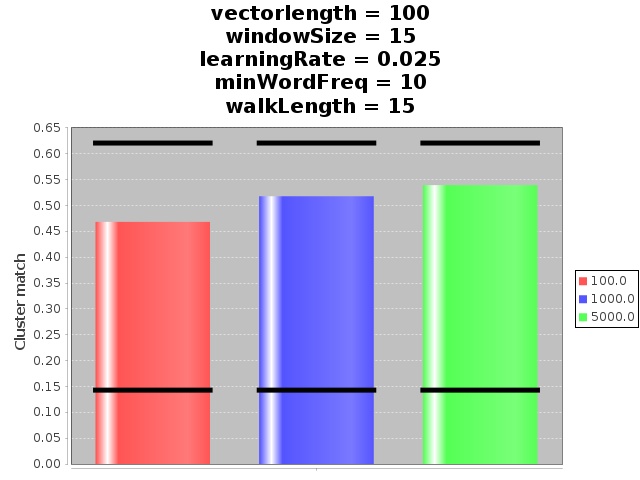 vectorlength = 100
windowSize = 15
learningRate = 0.025
minWordFreq = 10
walkLength = 15
0.65
0.60
0.55
0.50
0.45
0.40
0.35
0.30
0.25
0.20
0.15
0.10
0.05
0.00
Cluster match
100.0
1000.0
5000.0